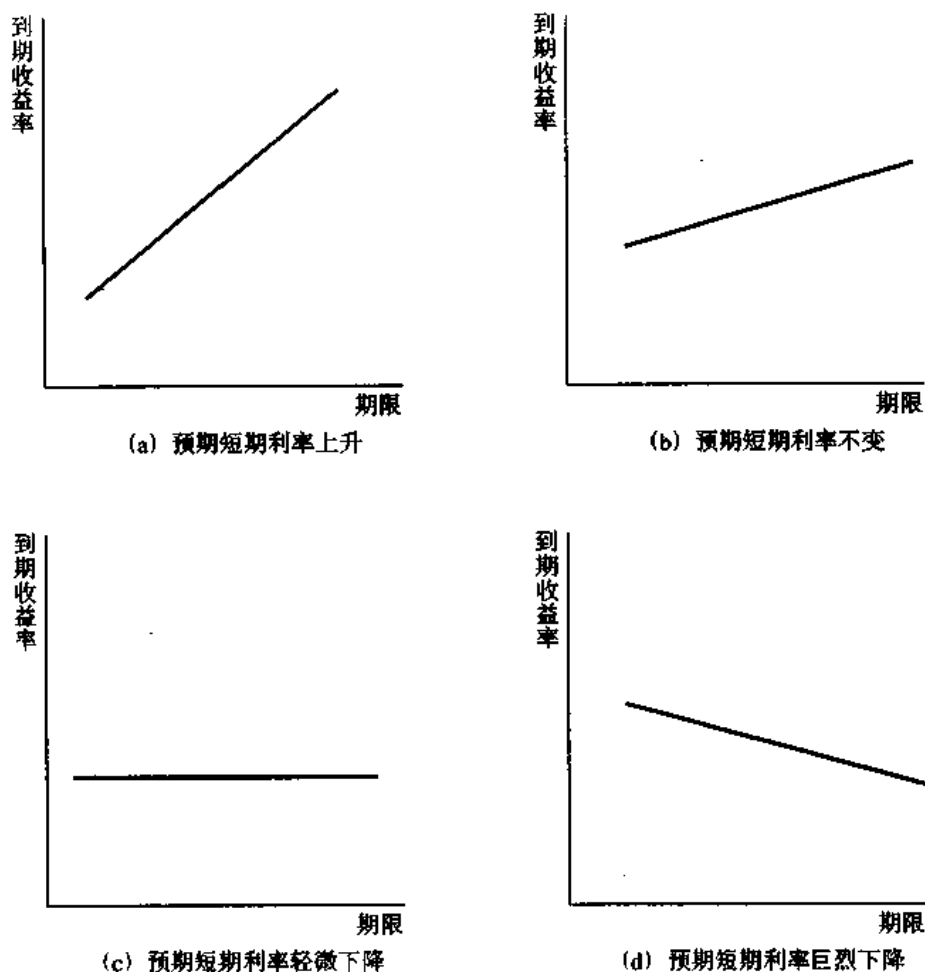 到期收益率
期限
(a) 预期短期利率上升
到期收益率
期限
(b) 预期短期利率不变
到期收益率
期限
(c) 预期短期利率轻微下降
到期收益率
期限
(d) 预期短期利率巨烈下降